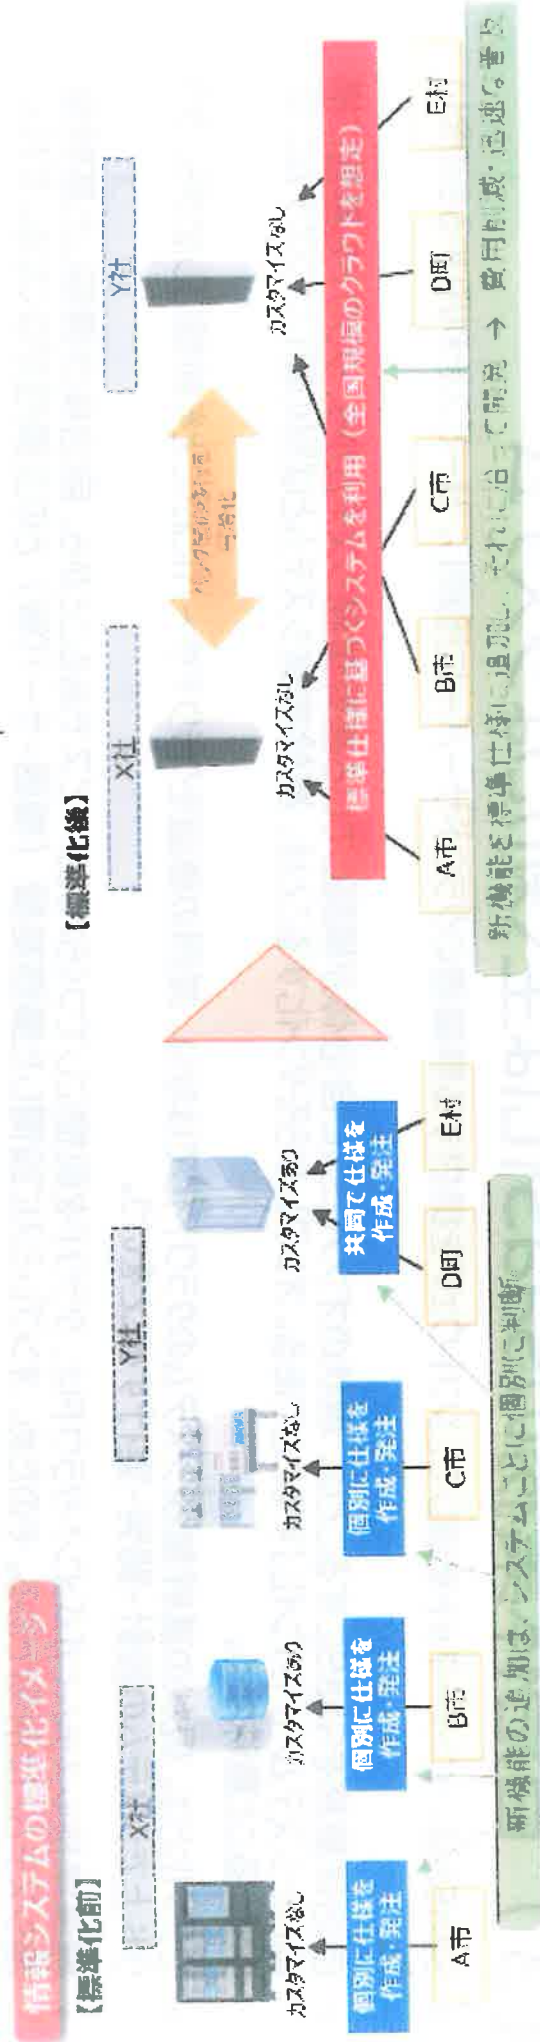 情報システムの標準化イメージ
【標準化前】
X社
Y社
カスタマイズなし
カスタマイズあり
カスタマイズなし
カスタマイズあり
個別に仕様を
作成・発注
個別に仕様を
作成・発注
個別に仕様を
作成・発注
共同で仕様を
作成・発注
A市
B市
C市
D町
E村
新機能の追加は、システムごとに個別に判断
【標準化後】
X社
Y社
カスタマイズなし
カスタマイズなし
標準仕様に基づくシステムを利用（全国規模のクラウドを想定）
A市
B市
C市
D町
E村
新機能を標準仕様に追加し、それに沿って開発 → 費用削減・迅速な普及